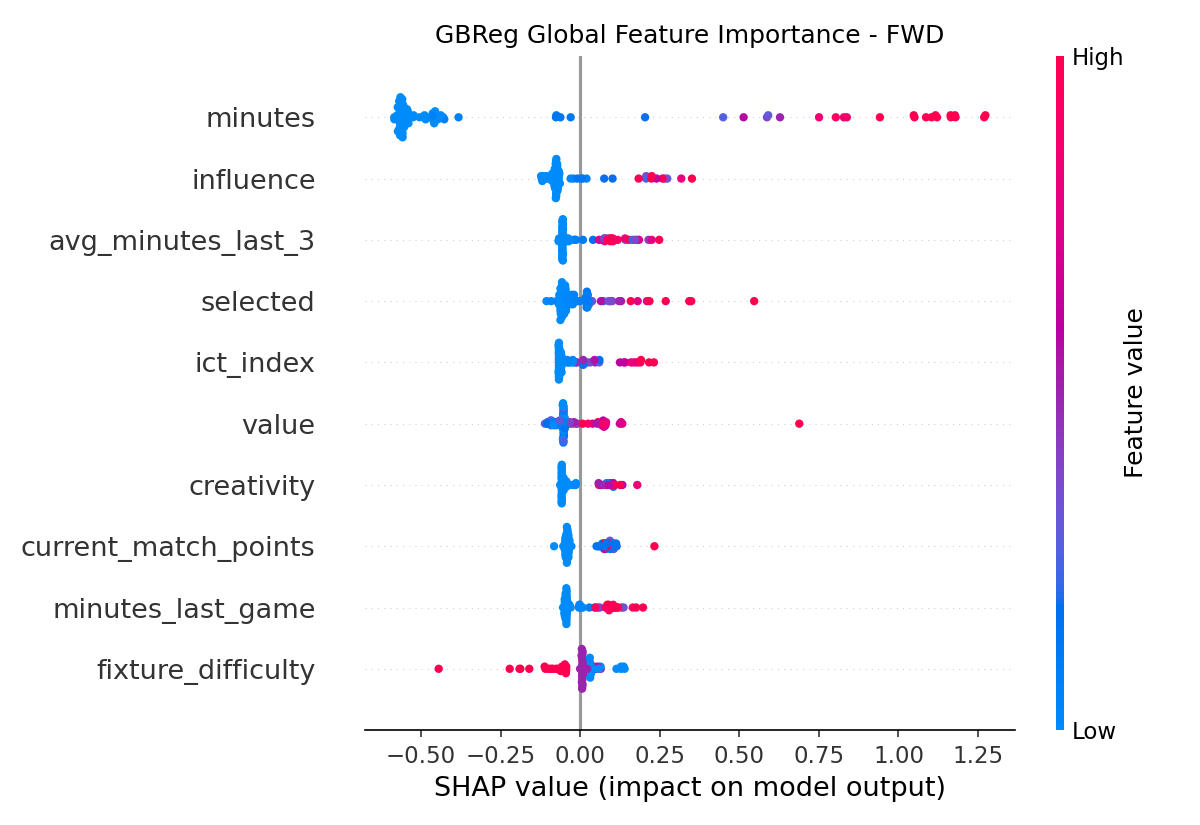 GBReg Global Feature Importance - FWD
High
minutes
influence
avg_minutes_last_3
selected
ict_index
value
creativity
current_match_points
minutes_last_game
fixture_difficulty
Feature value
Low
−0.50 −0.25 0.00 0.25 0.50 0.75 1.00 1.25
SHAP value (impact on model output)